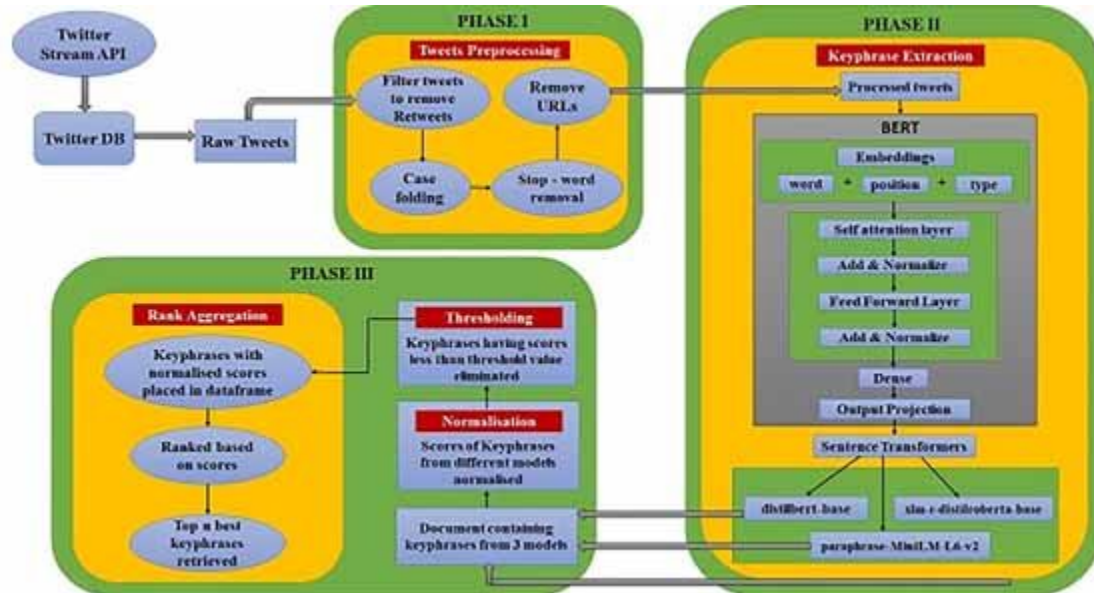 Twitter
Stream API
Twitter DB
Raw Tweets
PHASE I
Tweets Preprocessing
Filter tweets
to remove
Retweets
Remove
URLs
Case
folding
Stop - word
removal
PHASE II
Keyphrase Extraction
Processed tweets
BERT
Embeddings
word + position + type
Self attention layer
Add & Normalize
Feed Forward Layer
Add & Normalize
Dense
Output Projection
Sentence Transformers
distilbert-base
xlm-r-distilroberta-base
paraphrase-MiniLM-L6-v2
PHASE III
Document containing
keyphrases from 3 models
Normalisation
Scores of Keyphrases
from different models
normalised
Thresholding
Keyphrases having scores
less than threshold value
eliminated
Rank Aggregation
Keyphrases with
normalised scores
placed in dataframe
Ranked based
on scores
Top n best
keyphrases
retrieved